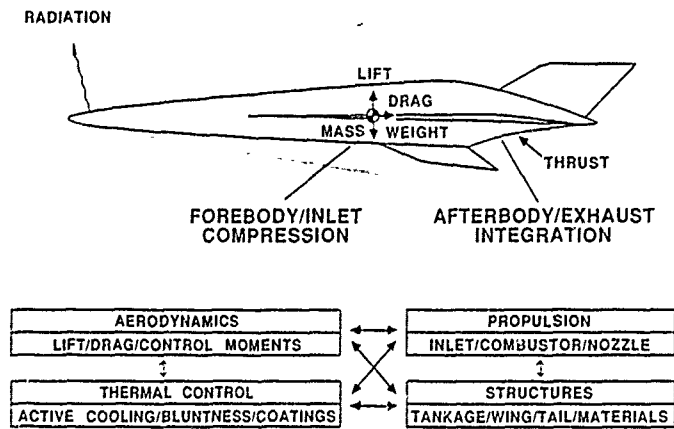 RADIATION
LIFT
DRAG
MASS WEIGHT
THRUST
FOREBODY/INLET
COMPRESSION
AFTERBODY/EXHAUST
INTEGRATION
AERODYNAMICS
LIFT/DRAG/CONTROL MOMENTS
PROPULSION
INLET/COMBUSTOR/NOZZLE
THERMAL CONTROL
ACTIVE COOLING/BLUNTNESS/COATINGS
STRUCTURES
TANKAGE/WING/TAIL/MATERIALS